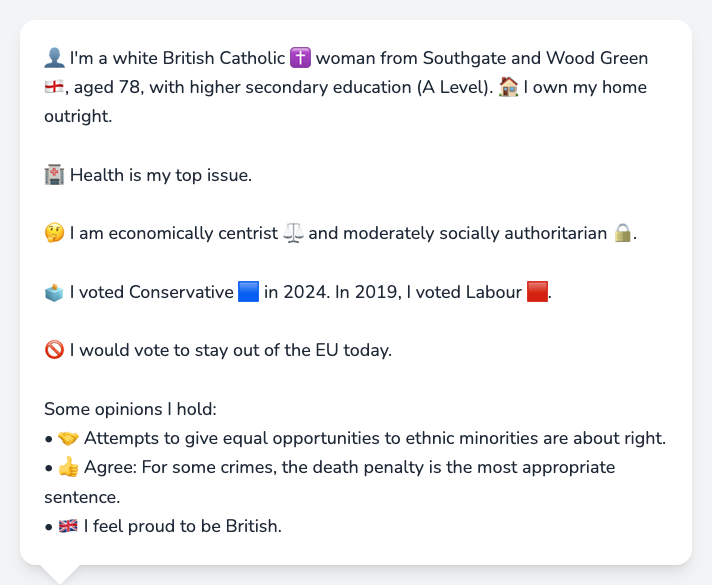 👤 I'm a white British Catholic ✝️ woman from Southgate and Wood Green
🏴󠁧󠁢󠁥󠁮󠁧󠁿, aged 78, with higher secondary education (A Level). 🏠 I own my home
outright.
🏥 Health is my top issue.
🤔 I am economically centrist ⚖️ and moderately socially authoritarian 🔒.
🗳️ I voted Conservative 🟦 in 2024. In 2019, I voted Labour 🟥.
🚫 I would vote to stay out of the EU today.
Some opinions I hold:
• 🤝 Attempts to give equal opportunities to ethnic minorities are about right.
• 👍 Agree: For some crimes, the death penalty is the most appropriate
sentence.
• 🇬🇧 I feel proud to be British.